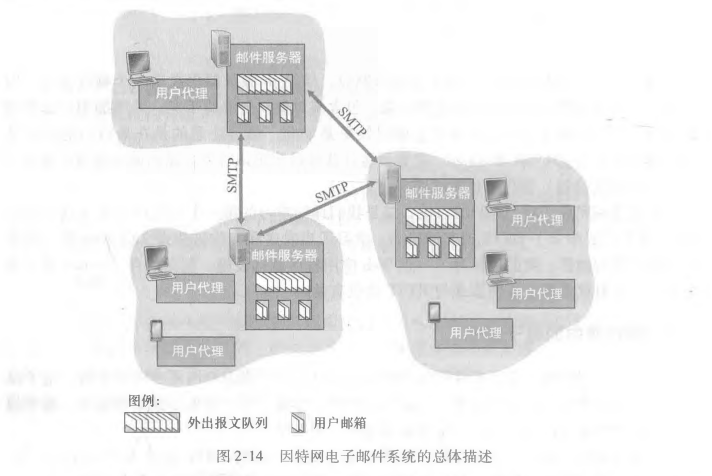 邮件服务器
用户代理
SMTP
SMTP
SMTP
邮件服务器
用户代理
用户代理
用户代理
邮件服务器
用户代理
用户代理
图例:
外出报文队列 用户邮箱
图2-14 因特网电子邮件系统的总体描述